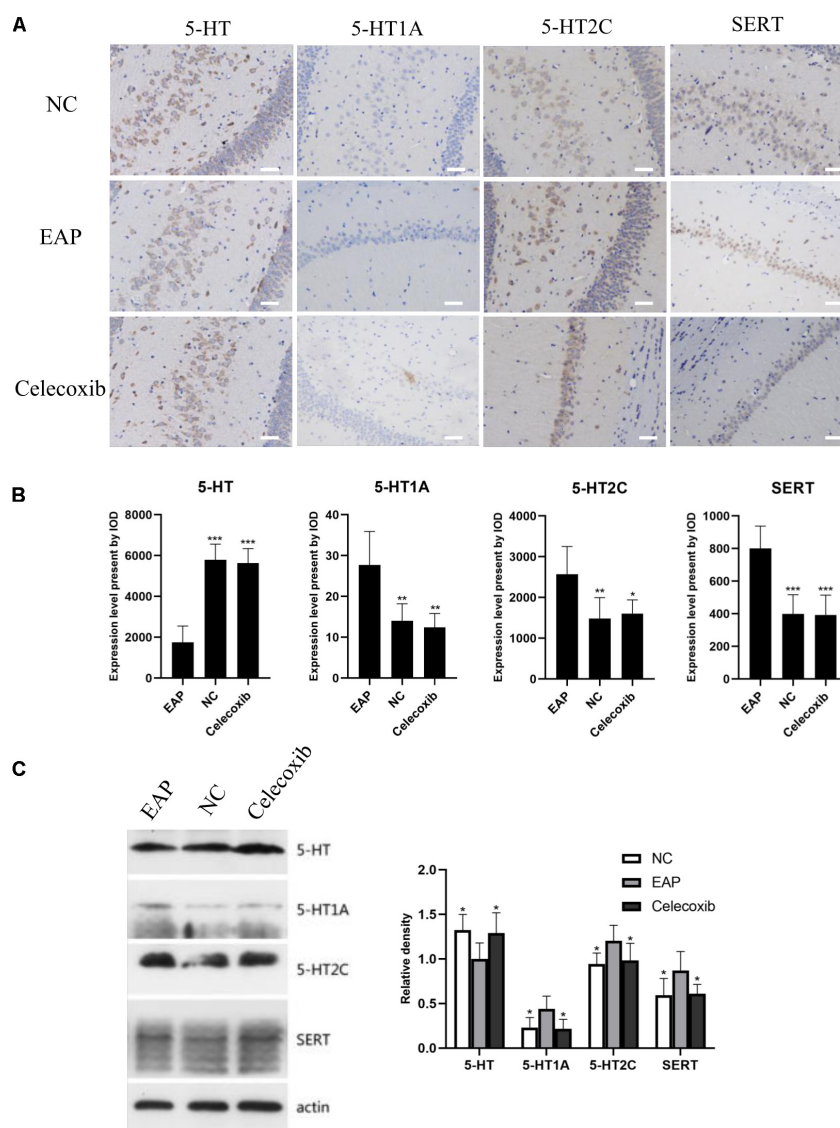 A
5-HT 5-HT1A 5-HT2C SERT
NC
EAP
Celecoxib
B
5-HT
Expression level present by IOD
8000
6000
4000
2000
0
***
***
EAP NC Celecoxib
5-HT1A
Expression level present by IOD
40
30
20
10
0
**
**
EAP NC Celecoxib
5-HT2C
Expression level present by IOD
4000
3000
2000
1000
0
**
*
EAP NC Celecoxib
SERT
Expression level present by IOD
1000
800
600
400
200
0
***
***
EAP NC Celecoxib
C
EAP NC Celecoxib
5-HT
5-HT1A
5-HT2C
SERT
actin
NC
EAP
Celecoxib
Relative density
2.0
1.5
1.0
0.5
0.0
* *
* *
* *
* *
5-HT 5-HT1A 5-HT2C SERT